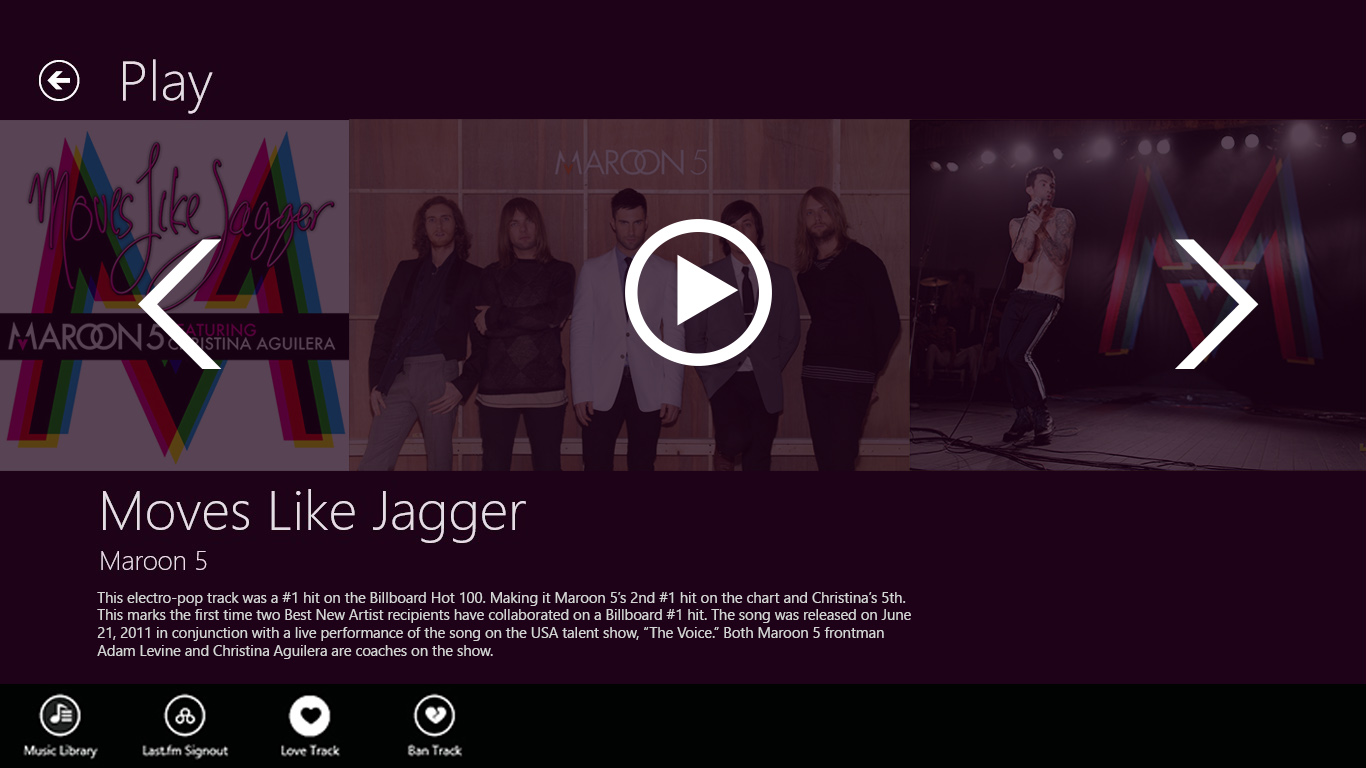 Play
Moves Like Jagger
MAROON 5 FEATURING
CHRISTINA AGUILERA
MAROON 5
Moves Like Jagger
Maroon 5
This electro-pop track was a #1 hit on the Billboard Hot 100. Making it Maroon 5’s 2nd #1 hit on the chart and Christina’s 5th.
This marks the first time two Best New Artist recipients have collaborated on a Billboard #1 hit. The song was released on June
21, 2011 in conjunction with a live performance of the song on the USA talent show, “The Voice.” Both Maroon 5 frontman
Adam Levine and Christina Aguilera are coaches on the show.
Music Library
Last.fm Signout
Love Track
Ban Track